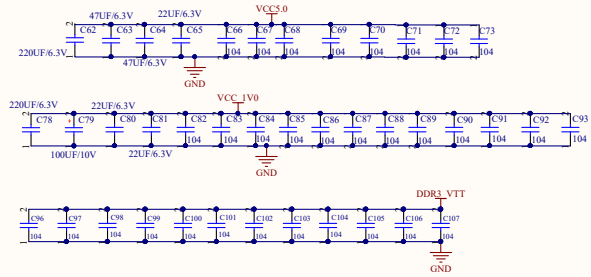 VCC5.0
47UF/6.3V 22UF/6.3V
C62 C63 C64 C65 C66 C67 C68 C69 C70 C71 C72 C73
220UF/6.3V 104 104 104 104 104 104 104 104
47UF/6.3V
GND
220UF/6.3V 22UF/6.3V VCC_1V0
C78 C79 C80 C81 C82 C83 C84 C85 C86 C87 C88 C89 C90 C91 C92 C93
104 104 104 104 104 104 104 104 104 104 104 104
100UF/10V 22UF/6.3V
GND
DDR3_VTT
C96 C97 C98 C99 C100 C101 C102 C103 C104 C105 C106 C107
104 104 104 104 104 104 104 104 104 104 104 104
GND